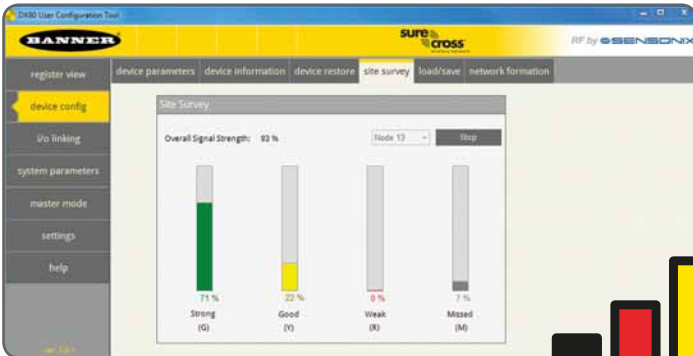 DX80 User Configuration Tool
BANNER
sure cross
RF by SENSONIX
register view
device parameters device information device restore site survey load/save network formation
device config
i/o linking
system parameters
master mode
settings
help
Site Survey
Overall Signal Strength: 93 %
Node 13
Stop
71 % 22 % 0 % 7 %
Strong Good Weak Missed
(G) (Y) (R) (M)